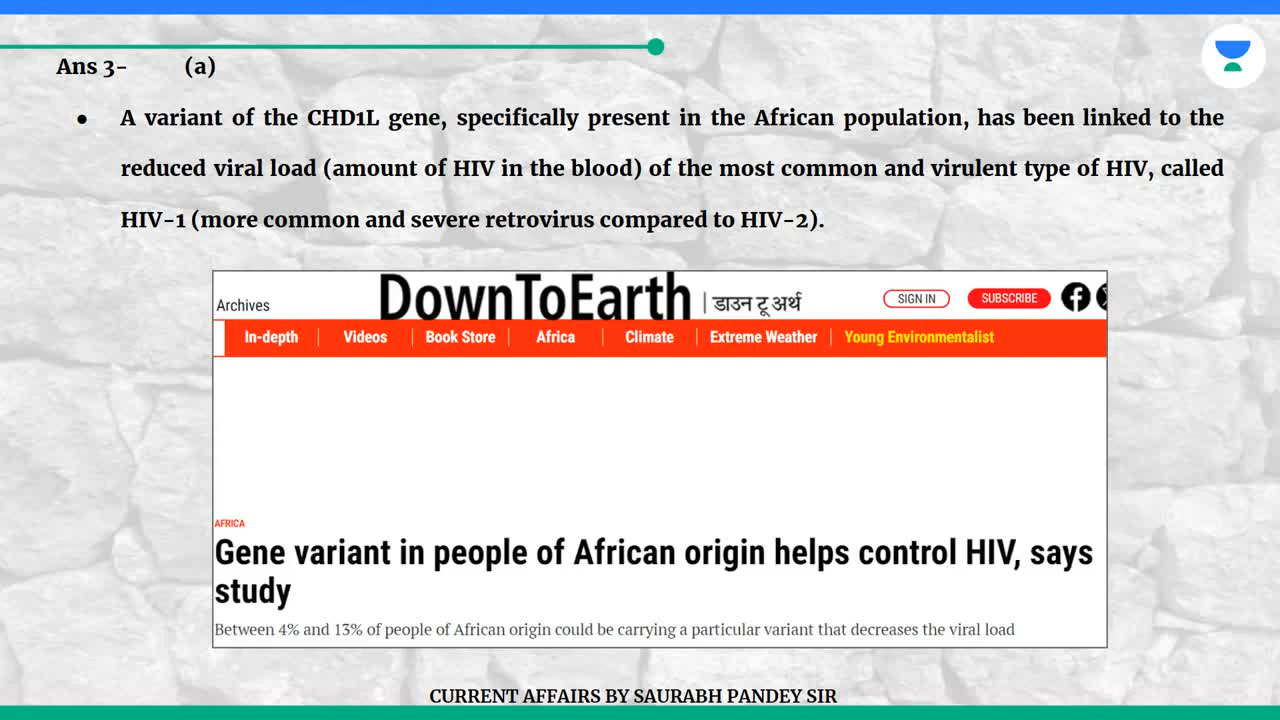 Ans 3- (a)
● A variant of the CHD1L gene, specifically present in the African population, has been linked to the
reduced viral load (amount of HIV in the blood) of the most common and virulent type of HIV, called
HIV-1 (more common and severe retrovirus compared to HIV-2).
Archives DownToEarth | डाउन टू अर्थ SIGN IN SUBSCRIBE
In-depth | Videos | Book Store | Africa | Climate | Extreme Weather | Young Environmentalist
AFRICA
Gene variant in people of African origin helps control HIV, says
study
Between 4% and 13% of people of African origin could be carrying a particular variant that decreases the viral load
CURRENT AFFAIRS BY SAURABH PANDEY SIR